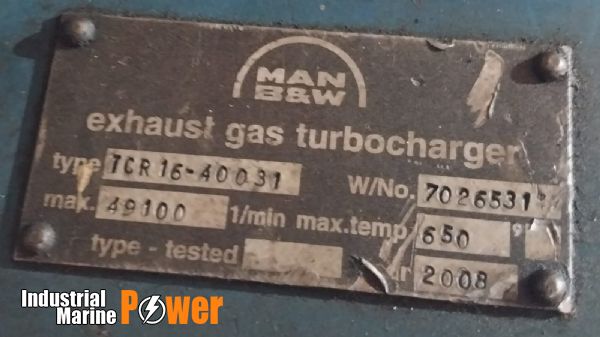 MAN
B&W
exhaust gas turbocharger
type TCR16-40031 W/No. 7026531
max. 49100 1/min max.temp 650 °
type - tested 2008
Industrial
Marine Power